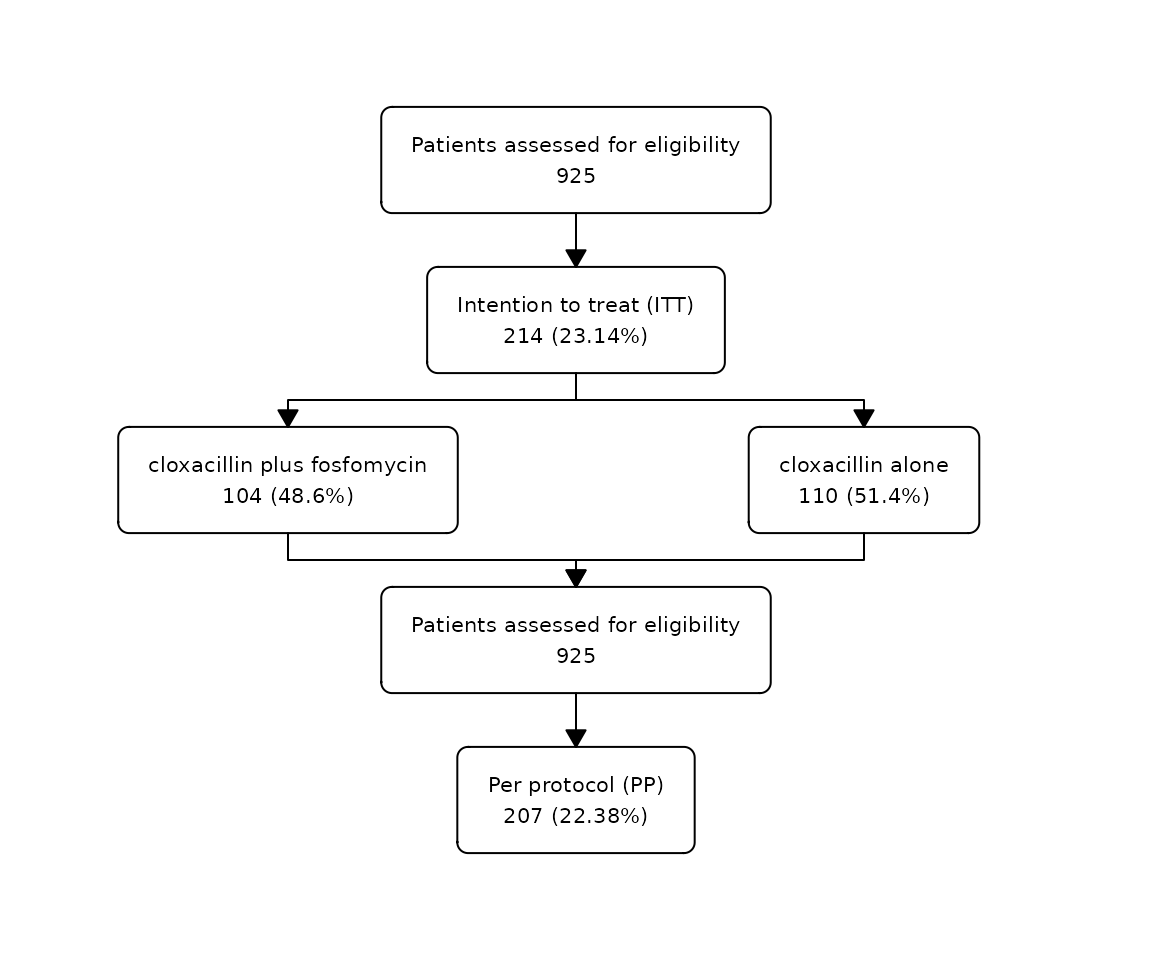 Patients assessed for eligibility
925
Intention to treat (ITT)
214 (23.14%)
cloxacillin plus fosfomycin
104 (48.6%)
cloxacillin alone
110 (51.4%)
Patients assessed for eligibility
925
Per protocol (PP)
207 (22.38%)